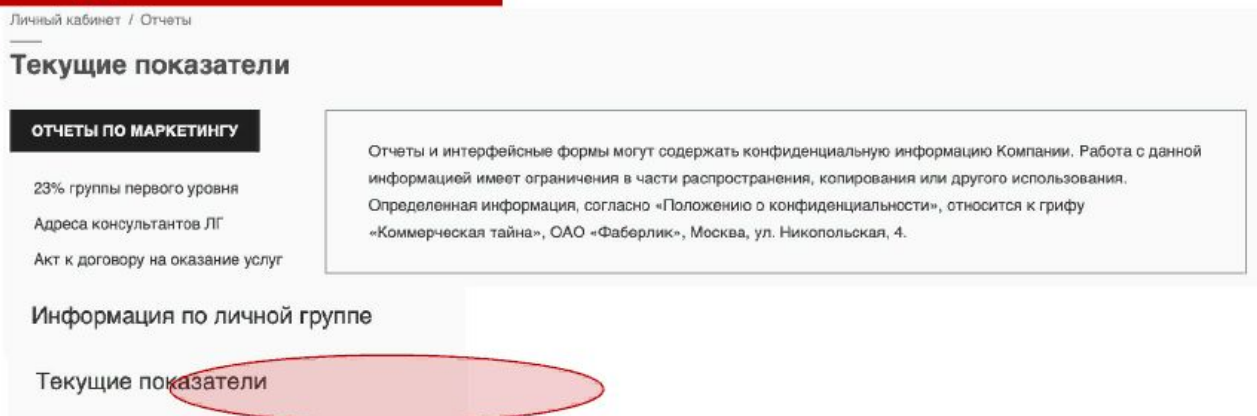 Личный кабинет / Отчеты
Текущие показатели
ОТЧЕТЫ ПО МАРКЕТИНГУ
23% группы первого уровня
Адреса консультантов ЛГ
Акт к договору на оказание услуг
Отчеты и интерфейсные формы могут содержать конфиденциальную информацию Компании. Работа с данной
информацией имеет ограничения в части распространения, копирования или другого использования.
Определенная информация, согласно «Положению о конфиденциальности», относится к грифу
«Коммерческая тайна», ОАО «Фаберлик», Москва, ул. Никопольская, 4.
Информация по личной группе
Текущие показатели